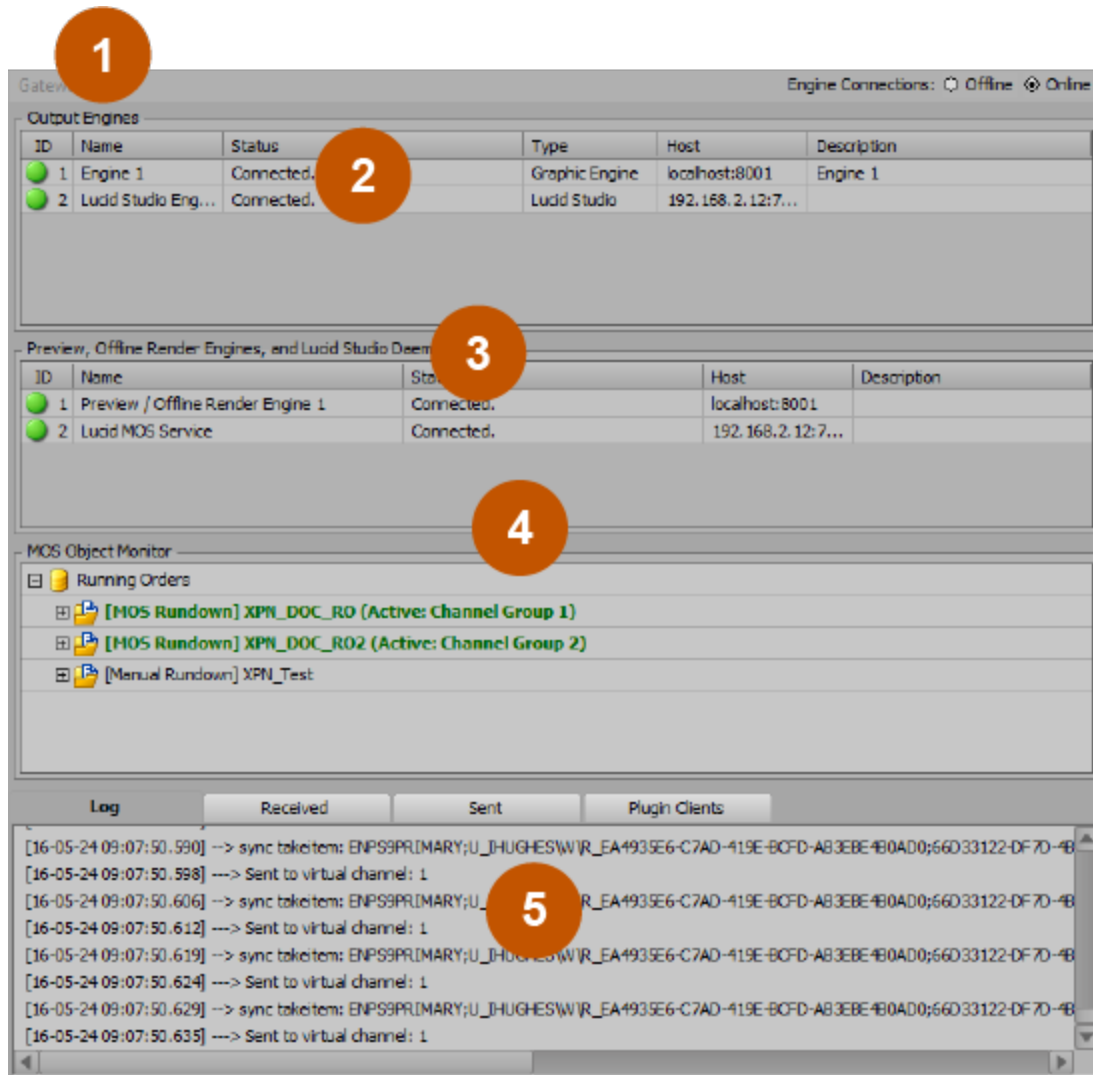 1
Engine Connections: Offline Online
Output Engines
2
ID Name Status Type Host Description
1 Engine 1 Connected. Graphic Engine localhost:8001 Engine 1
2 Lucid Studio Eng... Connected. Lucid Studio 192.168.2.12:7...
3
Preview, Offline Render Engines, and Lucid Studio
ID Name Host Description
1 Preview / Offline Render Engine 1 Connected. localhost:8001
2 Lucid MOS Service Connected. 192.168.2.12:7...
4
MOS Object Monitor
Running Orders
[MOS Rundown] XPN_DOC_RO (Active: Channel Group 1)
[MOS Rundown] XPN_DOC_RO2 (Active: Channel Group 2)
[Manual Rundown] XPN_Test
Log Received Sent Plugin Clients
[16-05-24 09:07:50.590] --> sync takeitem: ENPS9PRIMARY;U_IHUGHES\W\R_EA4935E6-C7AD-419E-BCFD-AB3EBE4B0AD0;66D33122-DF7D-4B
[16-05-24 09:07:50.598] ---> Sent to virtual channel: 1
[16-05-24 09:07:50.606] --> sync takeitem: ENPS9PRIMARY;U_ R_EA4935E6-C7AD-419E-BCFD-AB3EBE4B0AD0;66D33122-DF7D-4B
[16-05-24 09:07:50.612] ---> Sent to virtual channel: 1
5
[16-05-24 09:07:50.619] --> sync takeitem: ENPS9PRIMARY;U_IHUGHES\W\R_EA4935E6-C7AD-419E-BCFD-AB3EBE4B0AD0;66D33122-DF7D-4B
[16-05-24 09:07:50.624] ---> Sent to virtual channel: 1
[16-05-24 09:07:50.629] --> sync takeitem: ENPS9PRIMARY;U_IHUGHES\W\R_EA4935E6-C7AD-419E-BCFD-AB3EBE4B0AD0;66D33122-DF7D-4B
[16-05-24 09:07:50.635] ---> Sent to virtual channel: 1